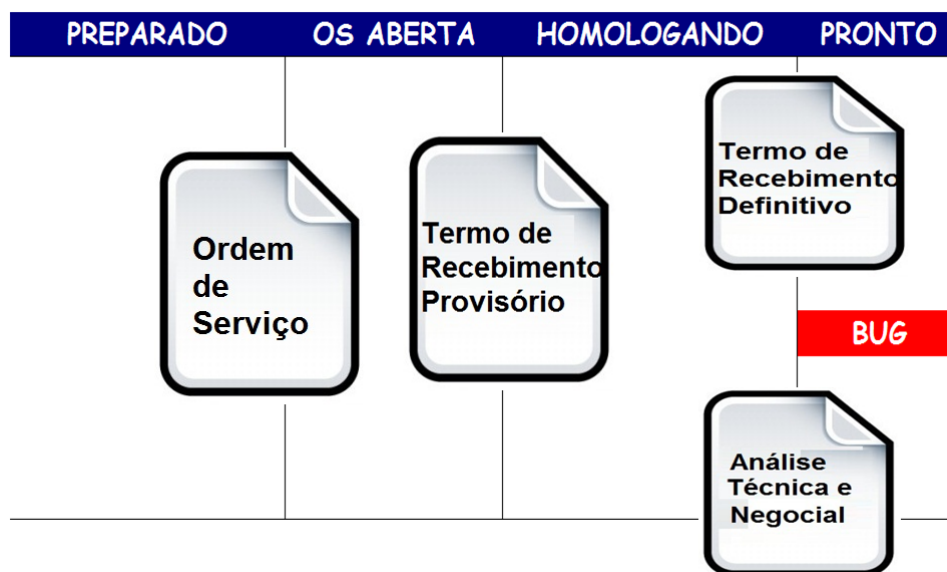 PREPARADO OS ABERTA HOMOLOGANDO PRONTO
Ordem
de
Serviço
Termo de
Recebimento
Provisório
Termo de
Recebimento
Definitivo
BUG
Análise
Técnica e
Negocial